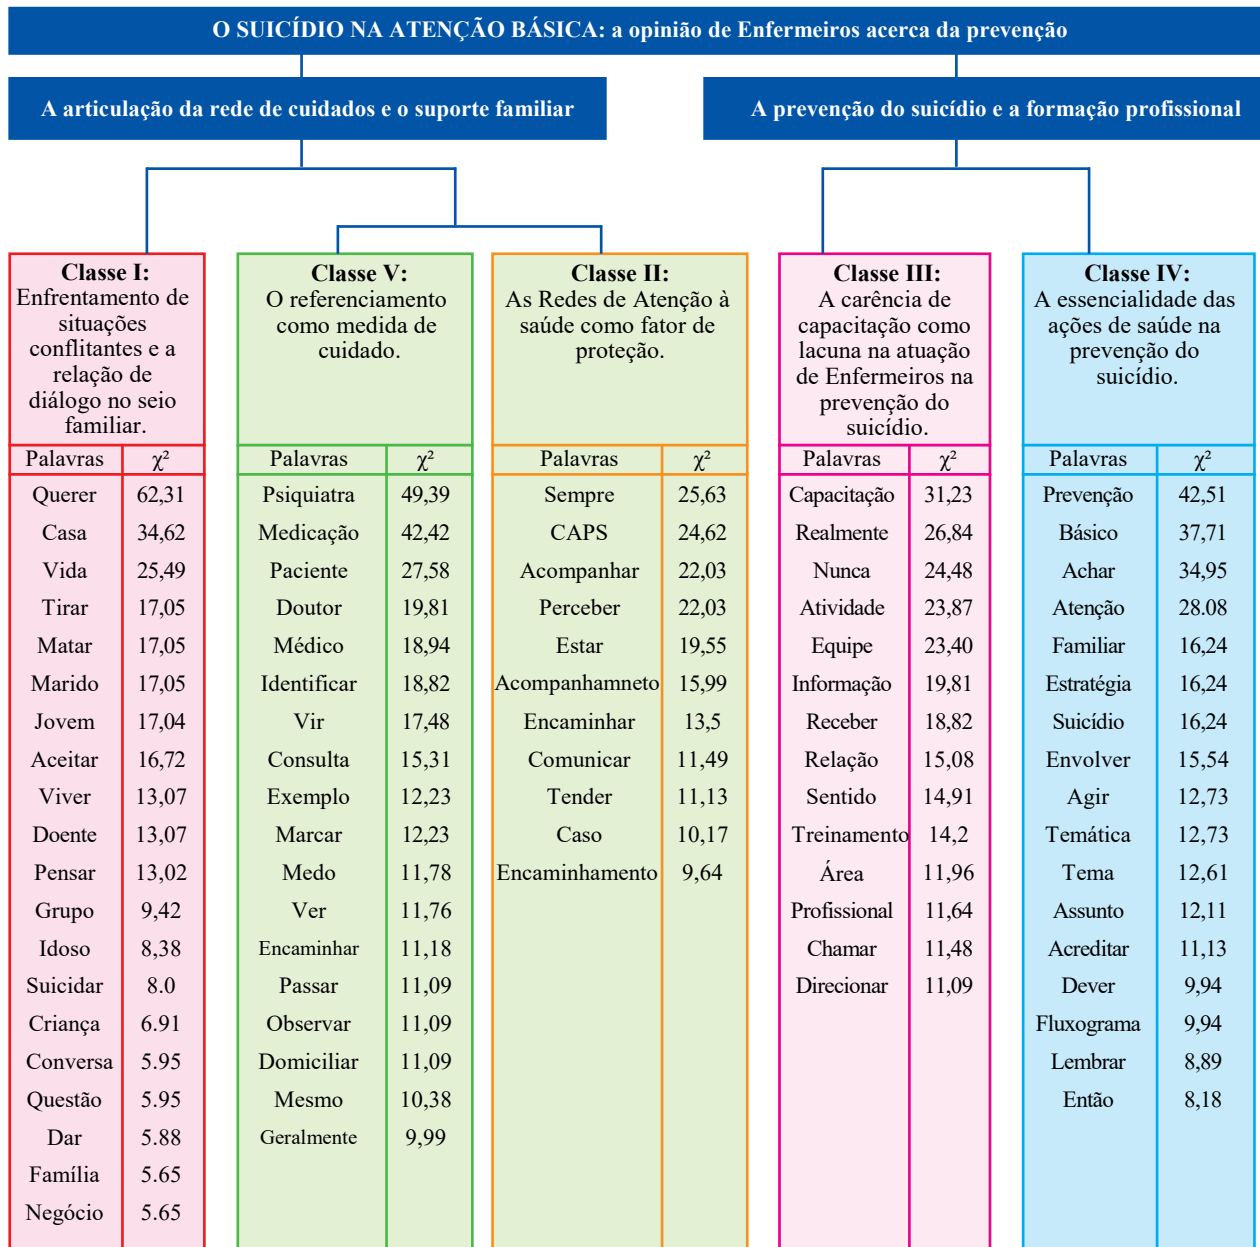 O SUICÍDIO NA ATENÇÃO BÁSICA: a opinião de Enfermeiros acerca da prevenção
A articulação da rede de cuidados e o suporte familiar
A prevenção do suicídio e a formação profissional
Classe I:
Enfrentamento de
situações
conflitantes e a
relação de
diálogo no seio
familiar.
Palavras χ²
Querer 62,31
Casa 34,62
Vida 25,49
Tirar 17,05
Matar 17,05
Marido 17,05
Jovem 17,04
Aceitar 16,72
Viver 13,07
Doente 13,07
Pensar 13,02
Grupo 9,42
Idoso 8,38
Suicidar 8.0
Criança 6.91
Conversa 5.95
Questão 5.95
Dar 5.88
Família 5.65
Negócio 5.65
Classe V:
O referenciamento
como medida de
cuidado.
Palavras χ²
Psiquiatra 49,39
Medicação 42,42
Paciente 27,58
Doutor 19,81
Médico 18,94
Identificar 18,82
Vir 17,48
Consulta 15,31
Exemplo 12,23
Marcar 12,23
Medo 11,78
Ver 11,76
Encaminhar 11,18
Passar 11,09
Observar 11,09
Domiciliar 11,09
Mesmo 10,38
Geralmente 9,99
Classe II:
As Redes de Atenção à
saúde como fator de
proteção.
Palavras χ²
Sempre 25,63
CAPS 24,62
Acompanhar 22,03
Perceber 22,03
Estar 19,55
Acompanhamneto 15,99
Encaminhar 13,5
Comunicar 11,49
Tender 11,13
Caso 10,17
Encaminhamento 9,64
Classe III:
A carência de
capacitação como
lacuna na atuação
de Enfermeiros na
prevenção do
suicídio.
Palavras χ²
Capacitação 31,23
Realmente 26,84
Nunca 24,48
Atividade 23,87
Equipe 23,40
Informação 19,81
Receber 18,82
Relação 15,08
Sentido 14,91
Treinamento 14,2
Área 11,96
Profissional 11,64
Chamar 11,48
Direcionar 11,09
Classe IV:
A essencialidade das
ações de saúde na
prevenção do
suicídio.
Palavras χ²
Prevenção 42,51
Básico 37,71
Achar 34,95
Atenção 28.08
Familiar 16,24
Estratégia 16,24
Suicídio 16,24
Envolver 15,54
Agir 12,73
Temática 12,73
Tema 12,61
Assunto 12,11
Acreditar 11,13
Dever 9,94
Fluxograma 9,94
Lembrar 8,89
Então 8,18